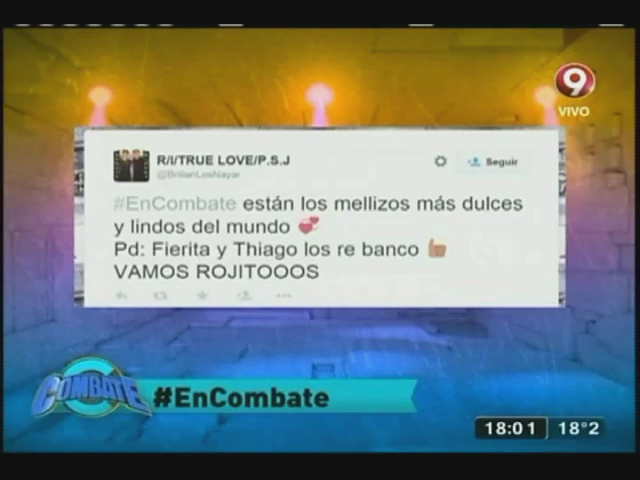 9
VIVO
R/I/TRUE LOVE/P.S.J
@BrillanLosNayar
Seguir
#EnCombate están los mellizos más dulces
y lindos del mundo 💞
Pd: Fierita y Thiago los re banco 👍
VAMOS ROJITOOOS
COMBATE
#EnCombate
18:01 18°2